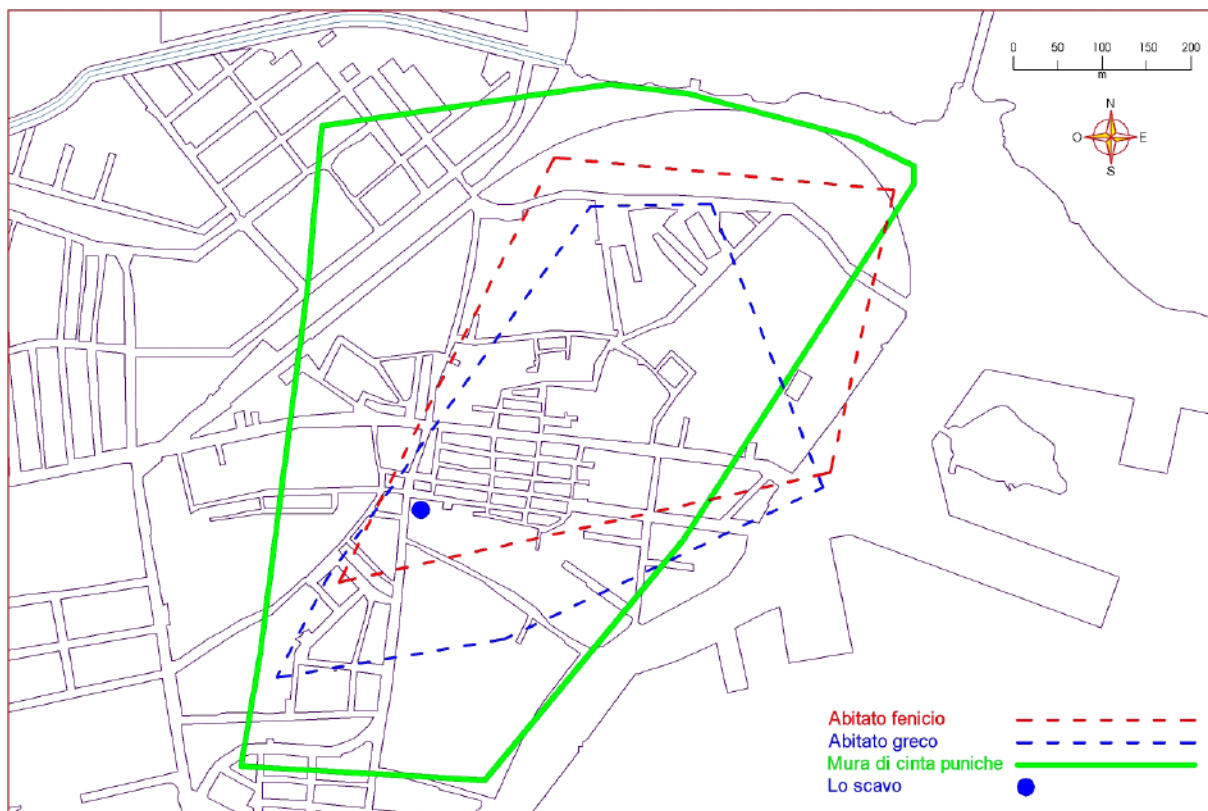 0 50 100 150 200
m
N
O E
S
Abitato fenicio
Abitato greco
Mura di cinta puniche
Lo scavo